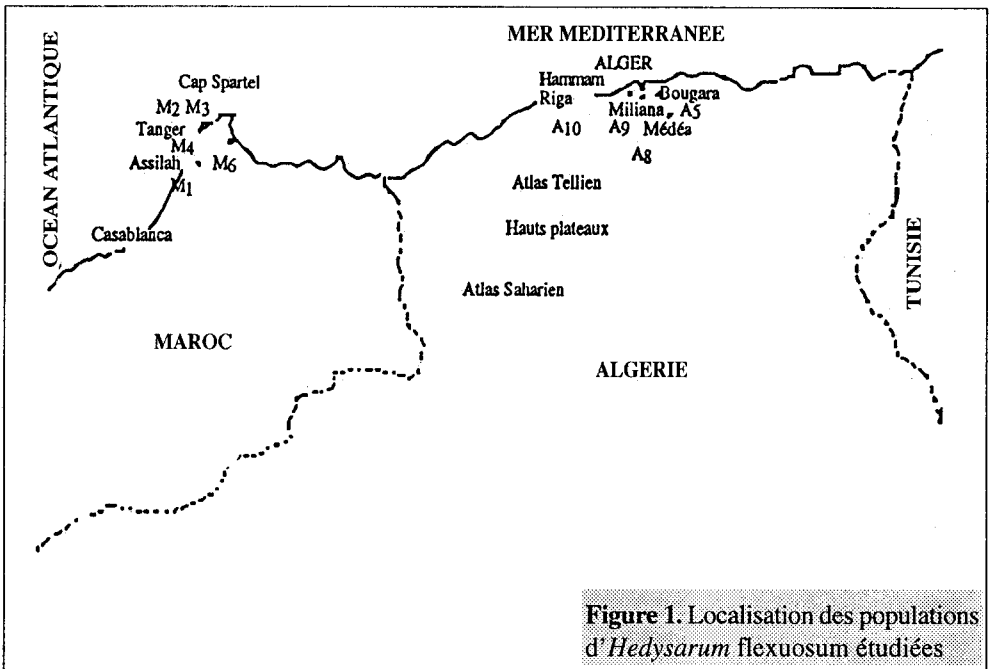 MER MEDITERRANEE
OCEAN ATLANTIQUE
Cap Spartel
M2 M3
Tanger
M4
Assilah
M6
M1
Casablanca
ALGER
Hammam
Riga
Bougara
Miliana
A5
A10
A9
Médéa
A8
Atlas Tellien
Hauts plateaux
Atlas Saharien
MAROC
ALGERIE
TUNISIE
Figure 1. Localisation des populations
d'Hedysarum flexuosum étudiées